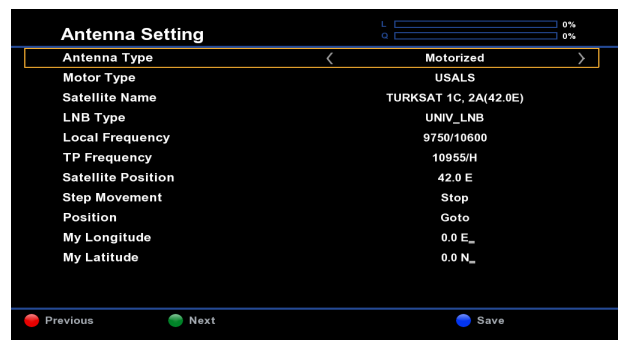 Antenna Setting
L 0%
Q 0%
Antenna Type Motorized
Motor Type USALS
Satellite Name TURKSAT 1C, 2A(42.0E)
LNB Type UNIV_LNB
Local Frequency 9750/10600
TP Frequency 10955/H
Satellite Position 42.0 E
Step Movement Stop
Position Goto
My Longitude 0.0 E_
My Latitude 0.0 N_
Previous Next Save